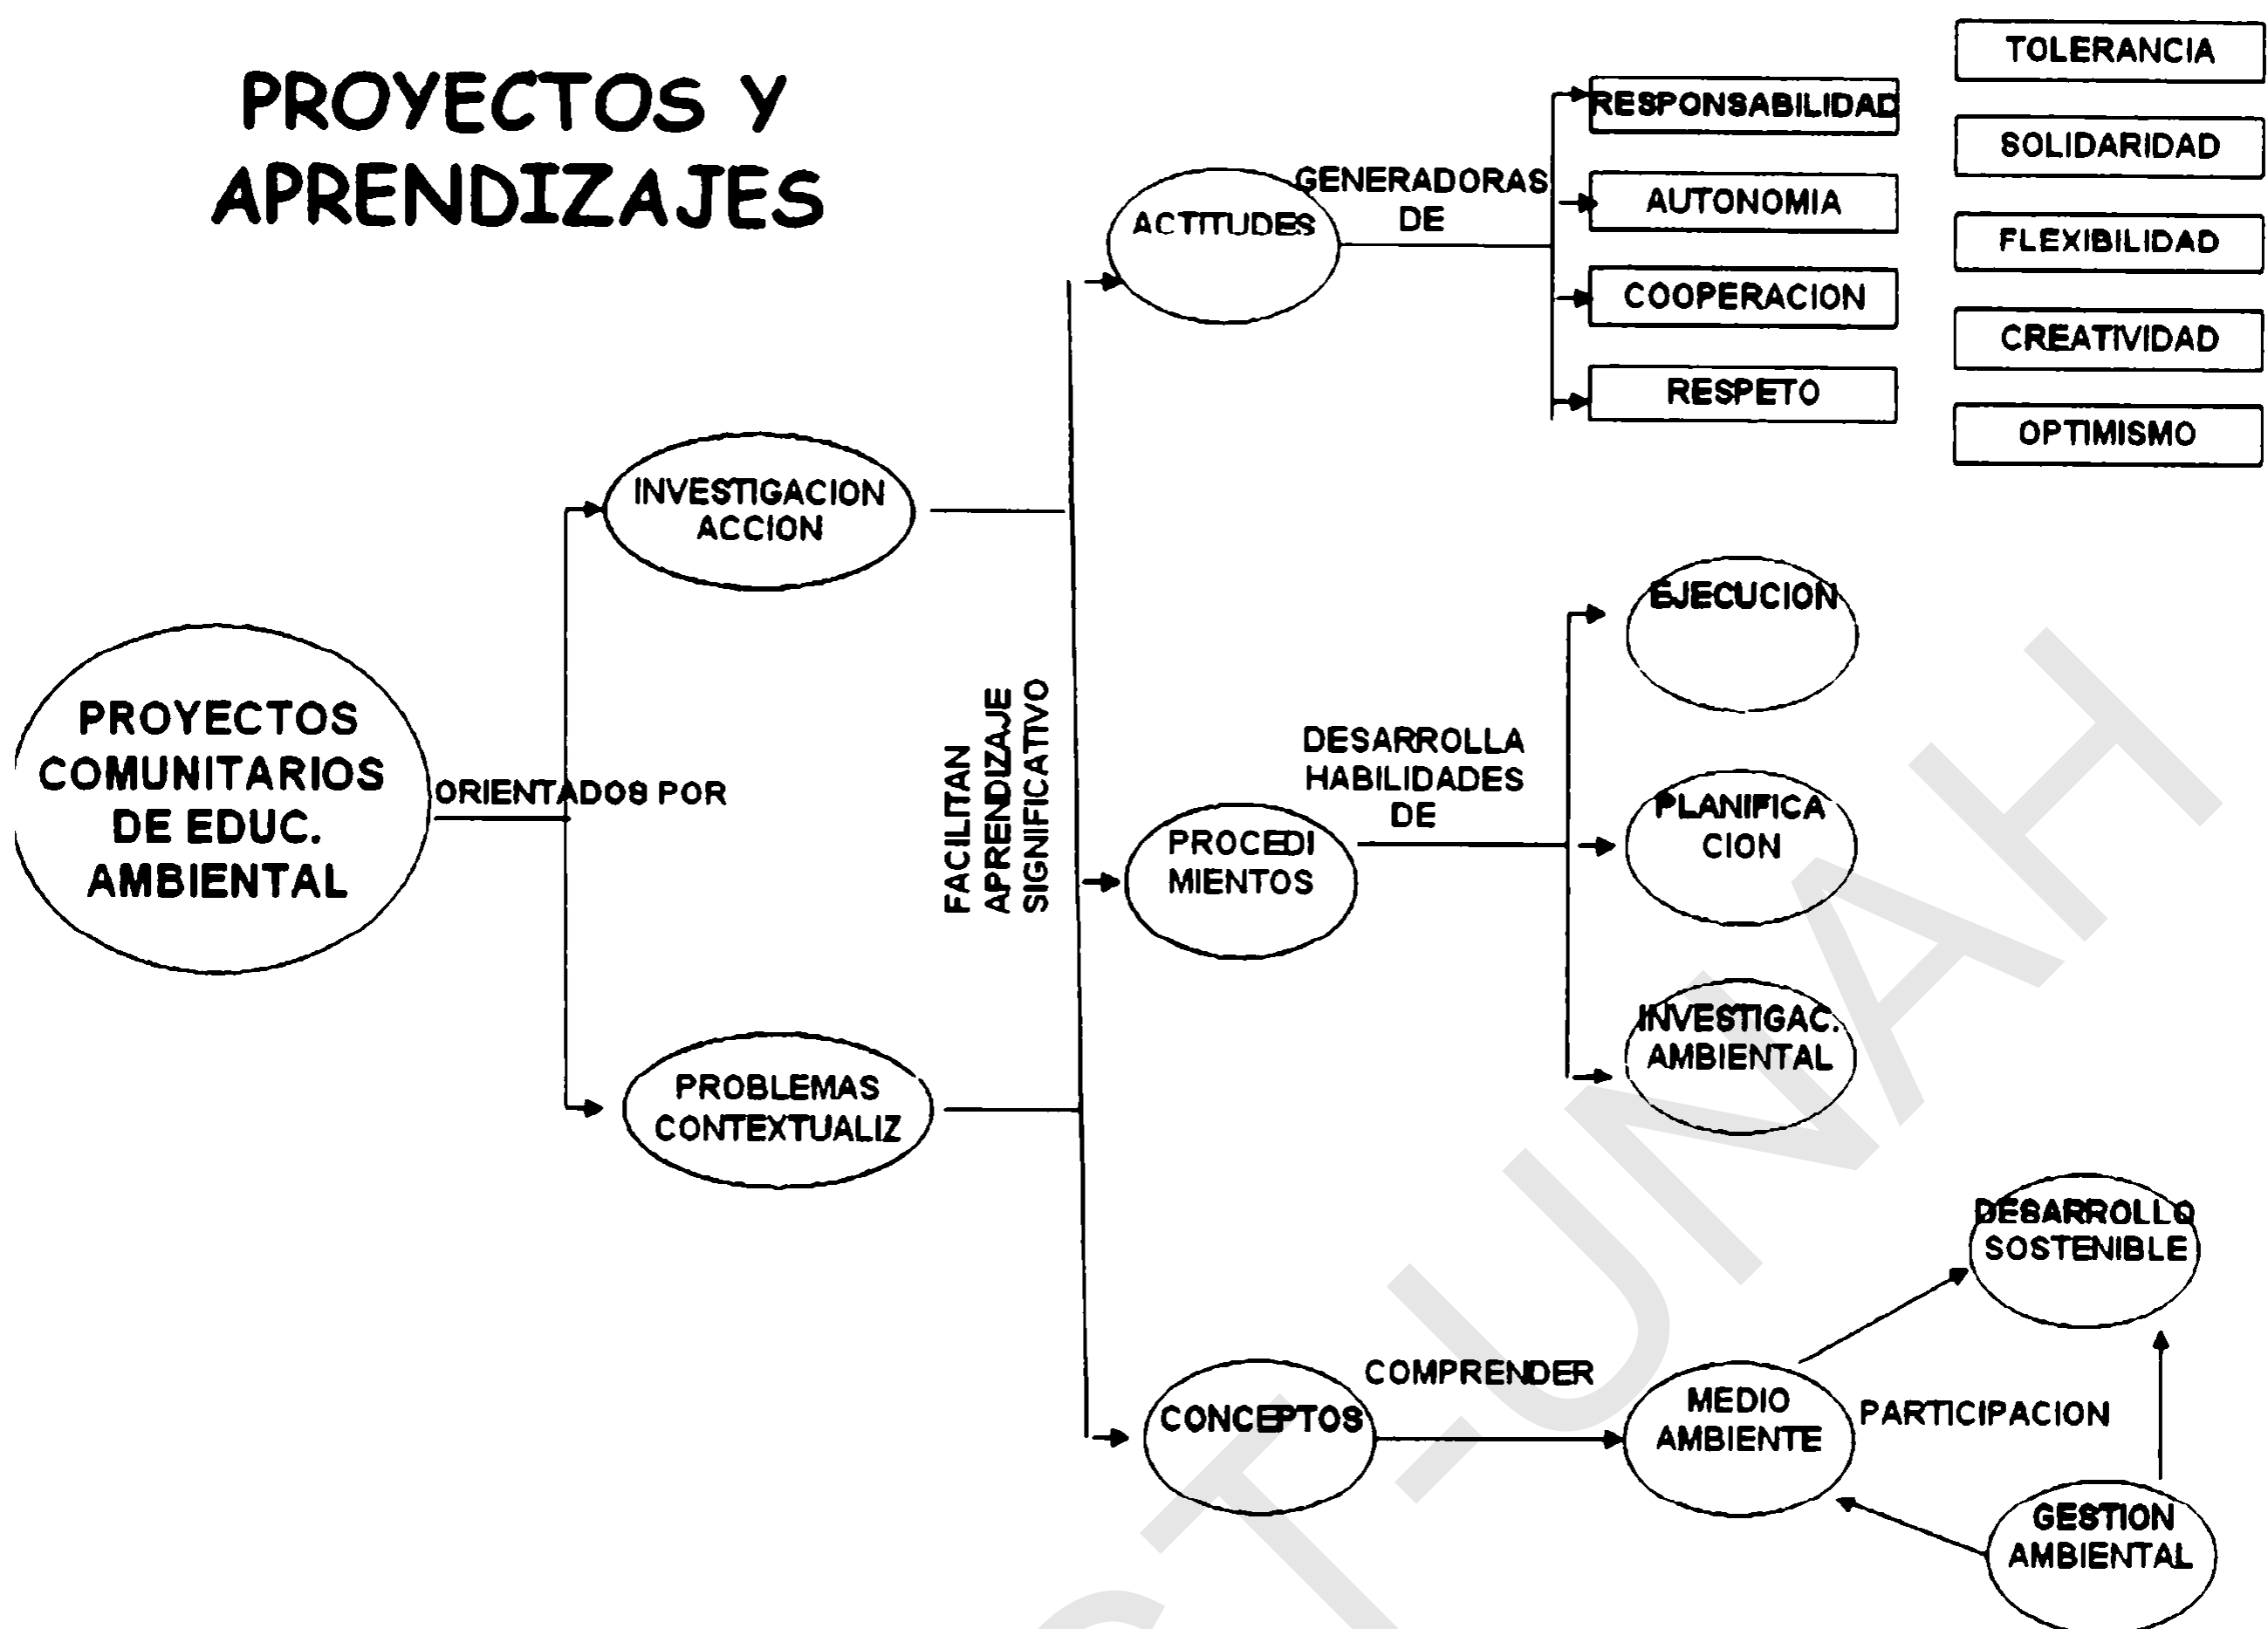 PROYECTOS Y
APRENDIZAJES
PROYECTOS
COMUNITARIOS
DE EDUC.
AMBIENTAL
ORIENTADOS POR
INVESTIGACION
ACCION
PROBLEMAS
CONTEXTUALIZ
FACILITAN
APRENDIZAJE
SIGNIFICATIVO
ACTITUDES
GENERADORAS
DE
RESPONSABILIDAD
AUTONOMIA
COOPERACION
RESPETO
TOLERANCIA
SOLIDARIDAD
FLEXIBILIDAD
CREATIVIDAD
OPTIMISMO
PROCEDI
MIENTOS
DESARROLLA
HABILIDADES
DE
EJECUCION
PLANIFICA
CION
INVESTIGAC.
AMBIENTAL
CONCEPTOS
COMPRENDER
MEDIO
AMBIENTE
PARTICIPACION
DESARROLLO
SOSTENIBLE
GESTION
AMBIENTAL
ST-UNAH